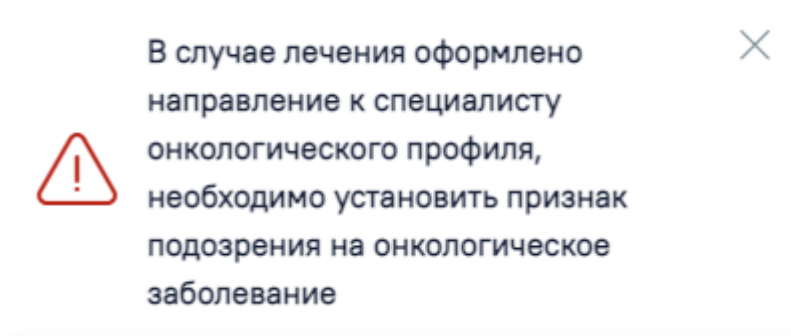 В случае лечения оформлено
направление к специалисту
онкологического профиля,
необходимо установить признак
подозрения на онкологическое
заболевание